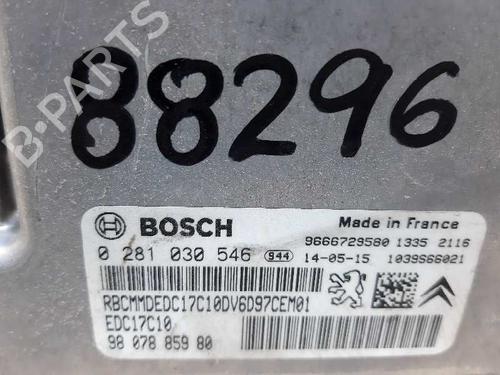 88296
B-PARTS
BOSCH
Made in France
0 281 030 546 944
9666729580 1335 2116
14-05-15 1039S66021
RBCMMDEDC17C10DV6D97CEM01
EDC17C10
98 078 859 80